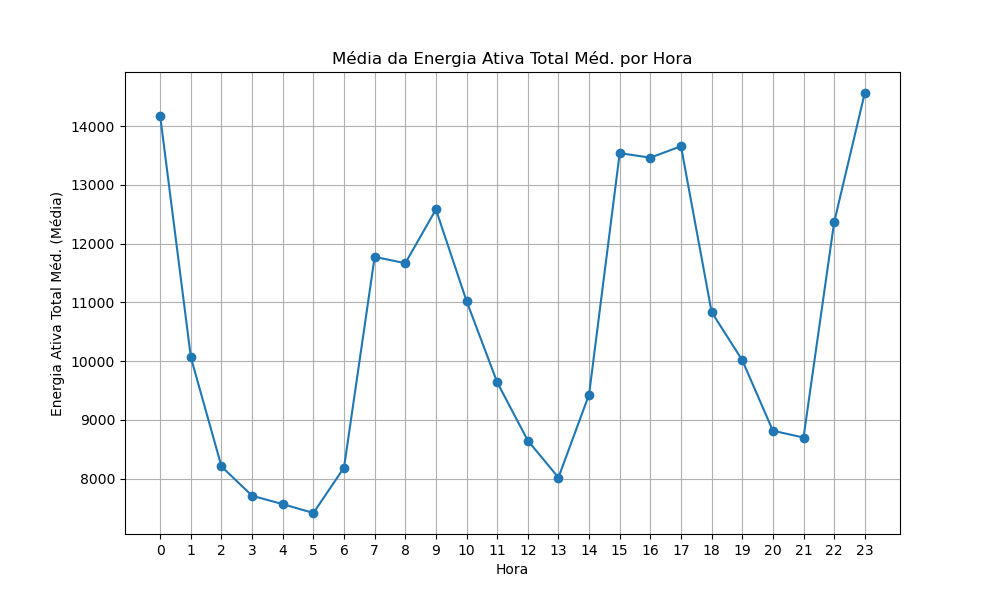 Média da Energia Ativa Total Méd. por Hora
Energia Ativa Total Méd. (Média)
14000
13000
12000
11000
10000
9000
8000
0 1 2 3 4 5 6 7 8 9 10 11 12 13 14 15 16 17 18 19 20 21 22 23
Hora